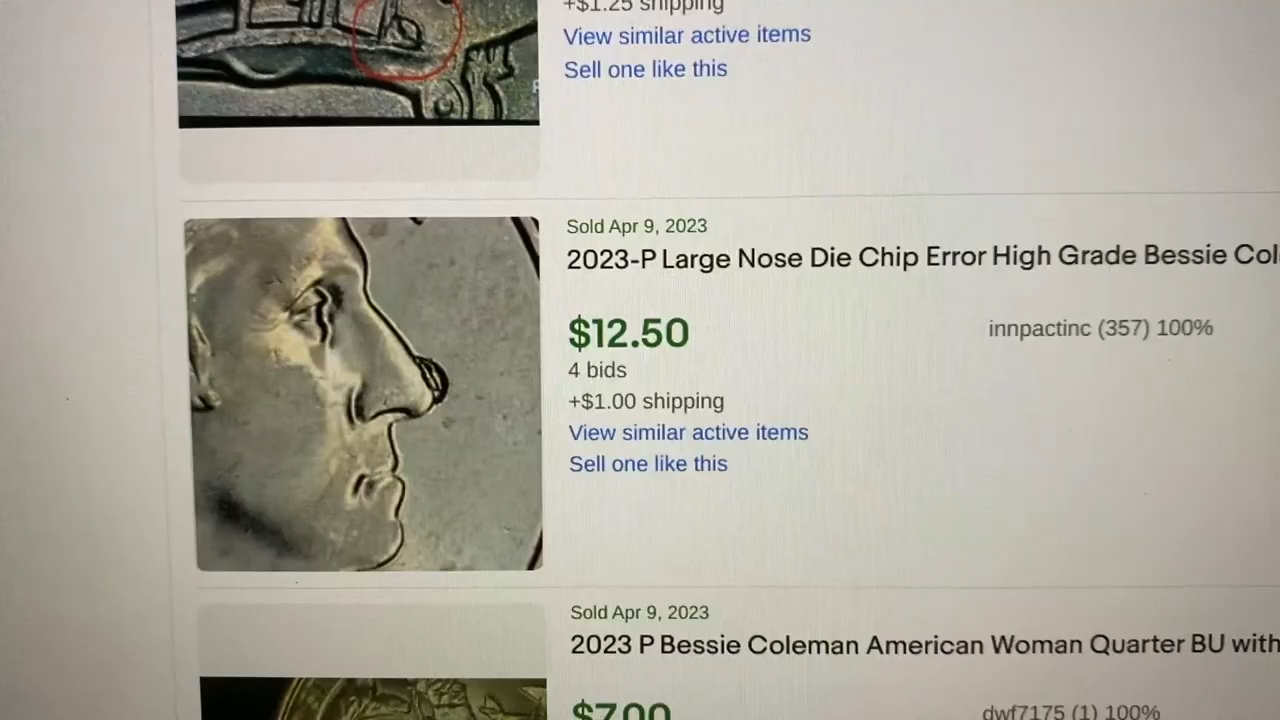 +$1.25 shipping
View similar active items
Sell one like this
Sold Apr 9, 2023
2023-P Large Nose Die Chip Error High Grade Bessie Col
$12.50
innpactinc (357) 100%
4 bids
+$1.00 shipping
View similar active items
Sell one like this
Sold Apr 9, 2023
2023 P Bessie Coleman American Woman Quarter BU with
$7.00
dwf7175 (1) 100%